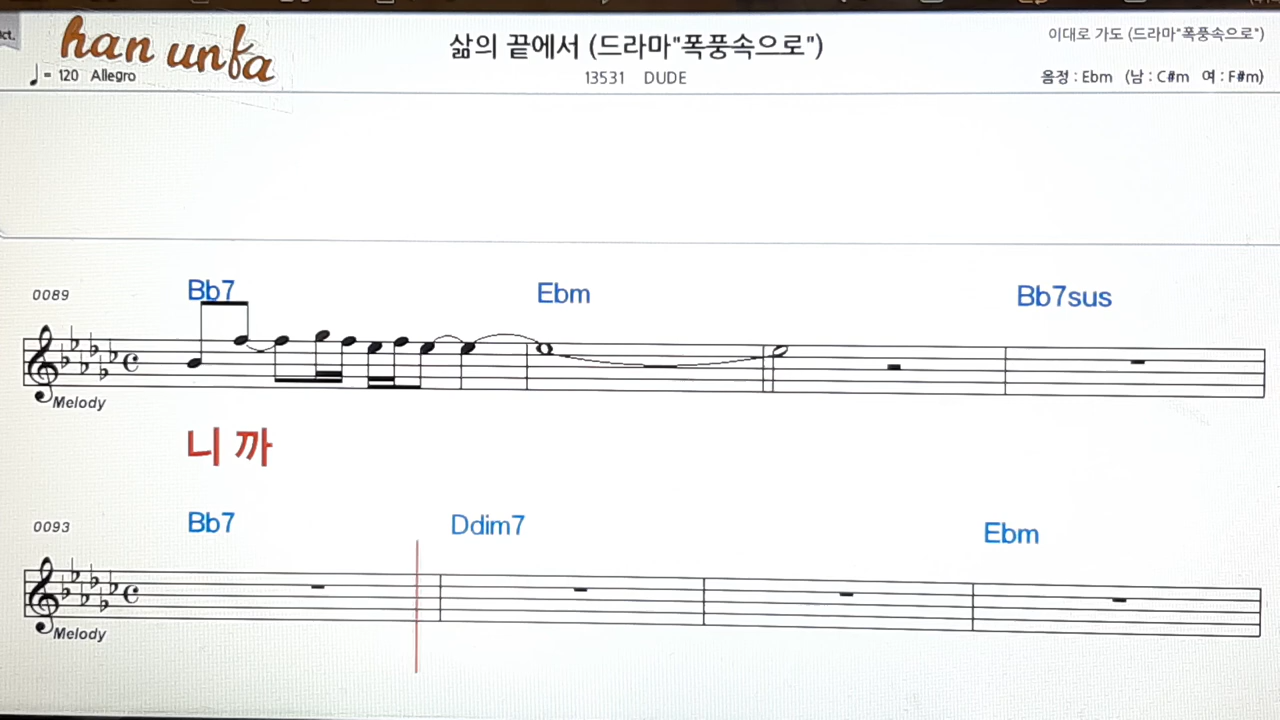 ct.
han unfa
♩= 120 Allegro
삶의 끝에서 (드라마"폭풍속으로")
13531 DUDE
이대로 가도 (드라마"폭풍속으로")
음정 : Ebm (남 : C#m 여 : F#m)
0089
Bb7 Ebm Bb7sus
Melody
니 까
0093
Bb7 Ddim7 Ebm
Melody